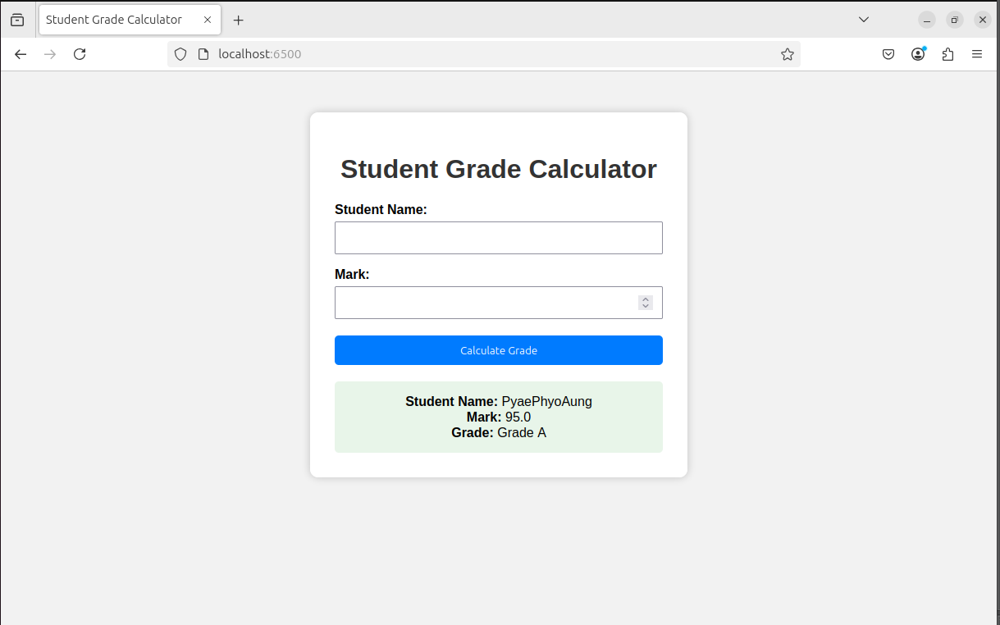 Student Grade Calculator
localhost:6500
Student Grade Calculator
Student Name:
Mark:
Calculate Grade
Student Name: PyaePhyoAung
Mark: 95.0
Grade: Grade A